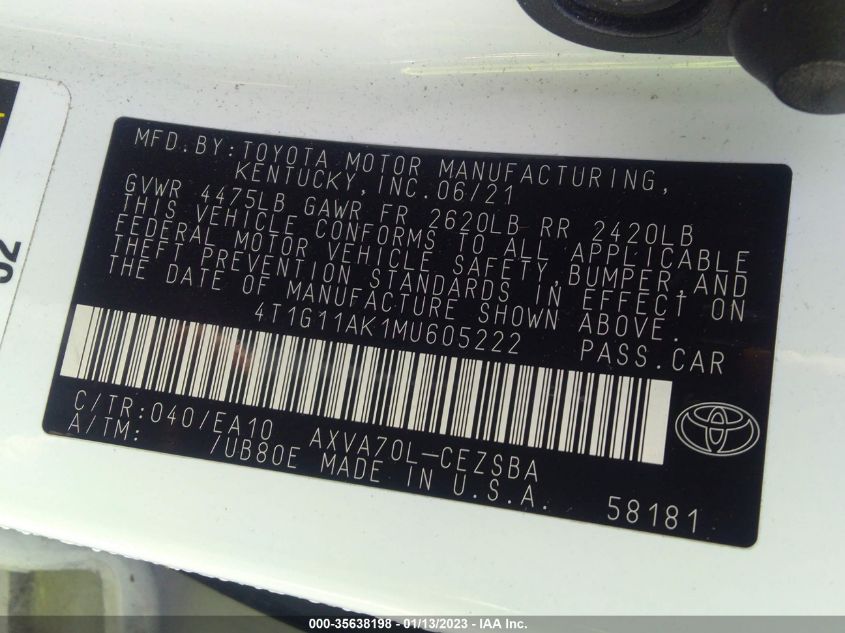 MFD.BY:TOYOTA MOTOR MANUFACTURING,
KENTUCKY,INC.06/21
GVWR 4475LB GAWR FR 2620LB RR 2420LB
THIS VEHICLE CONFORMS TO ALL APPLICABLE
FEDERAL MOTOR VEHICLE SAFETY,BUMPER,AND
THEFT PREVENTION STANDARDS IN EFFECT ON
THE DATE OF MANUFACTURE SHOWN ABOVE.
4T1G11AK1MU605222 PASS.CAR
C/TR:040/EA10 AXVA70L-CEZSBA
A/TM: /UB80E MADE IN U.S.A.
58181
000-35638198 - 01/13/2023 - IAA Inc.